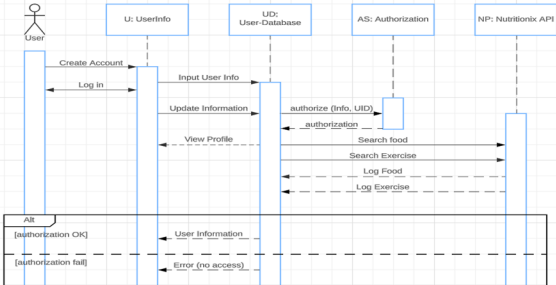 U: UserInfo
UD:
User-Database
AS: Authorization
NP: Nutritionix API
User
Create Account
Log in
Input User Info
Update Information
authorize (Info, UID)
authorization
View Profile
Search food
Search Exercise
Log Food
Log Exercise
Alt
[authorization OK]
User Information
[authorization fail]
Error (no access)